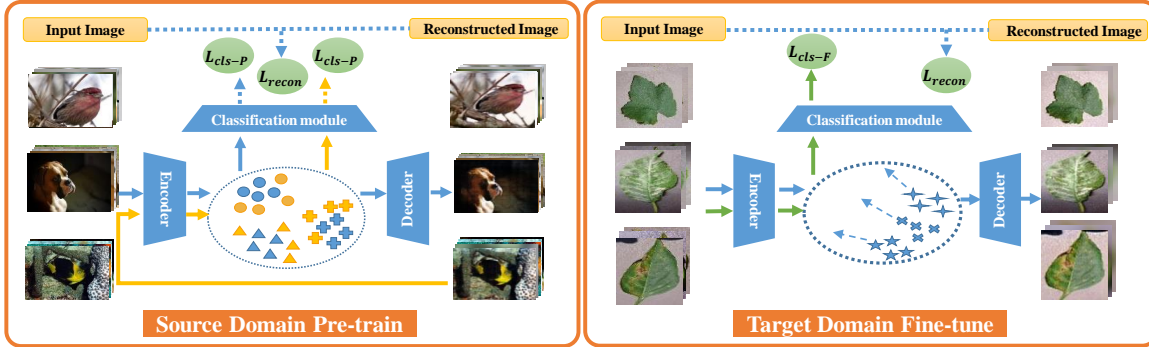 Input Image
Reconstructed Image
L_cls-P
L_recon
L_cls-P
Classification module
Encoder
Decoder
Source Domain Pre-train
Input Image
Reconstructed Image
L_cls-F
L_recon
Classification module
Encoder
Decoder
Target Domain Fine-tune